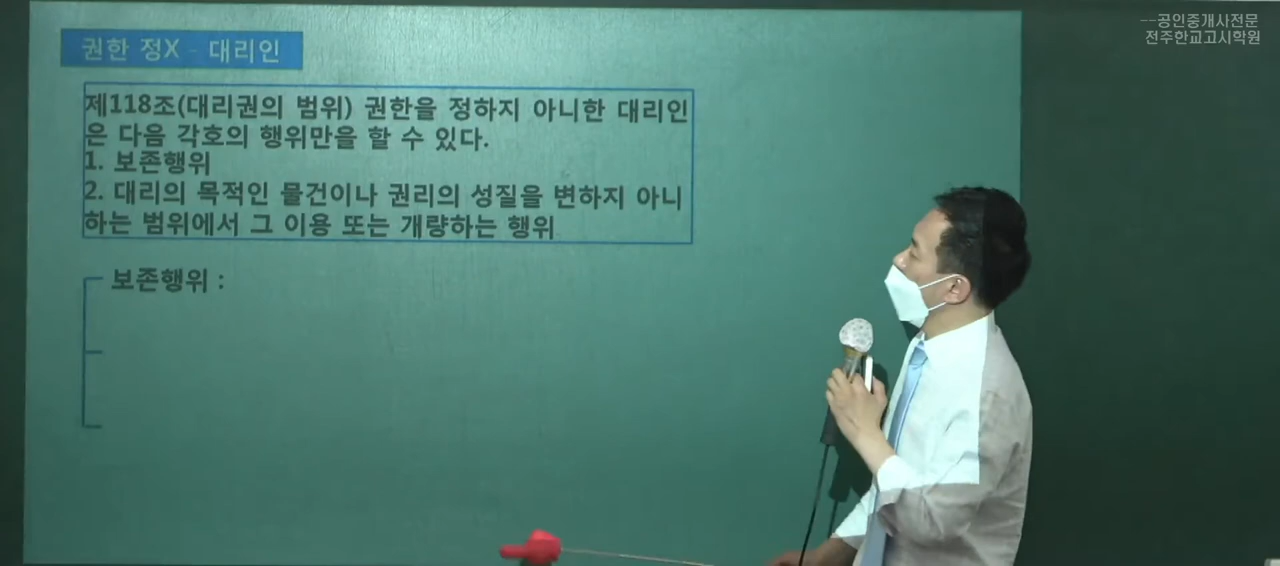 --공인중개사전문
전주한교고시학원
권한 정X - 대리인
제118조(대리권의 범위) 권한을 정하지 아니한 대리인
은 다음 각호의 행위만을 할 수 있다.
1. 보존행위
2. 대리의 목적인 물건이나 권리의 성질을 변하지 아니
하는 범위에서 그 이용 또는 개량하는 행위
보존행위 :